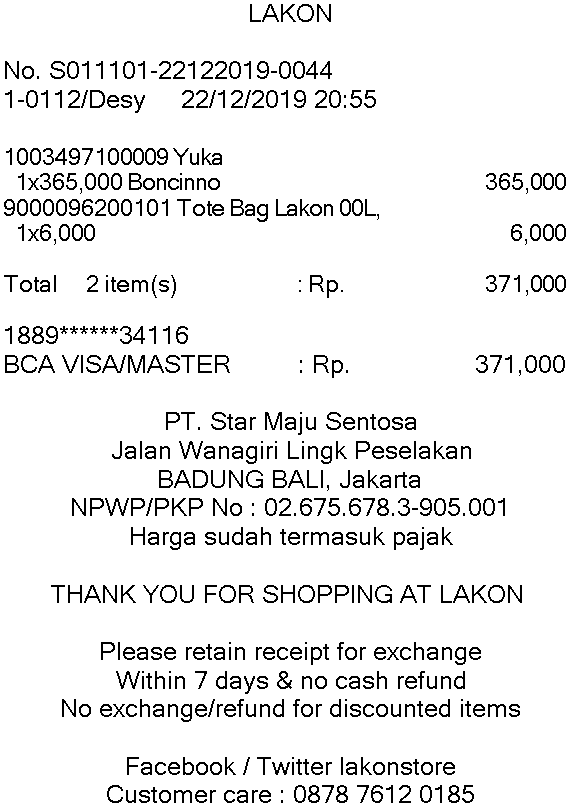 LAKON
No. S011101-22122019-0044
1-0112/Desy 22/12/2019 20:55
1003497100009 Yuka
1x365,000 Boncinno 365,000
9000096200101 Tote Bag Lakon 00L,
1x6,000 6,000
Total 2 item(s) : Rp. 371,000
1889******34116
BCA VISA/MASTER : Rp. 371,000
PT. Star Maju Sentosa
Jalan Wanagiri Lingk Peselakan
BADUNG BALI, Jakarta
NPWP/PKP No : 02.675.678.3-905.001
Harga sudah termasuk pajak
THANK YOU FOR SHOPPING AT LAKON
Please retain receipt for exchange
Within 7 days & no cash refund
No exchange/refund for discounted items
Facebook / Twitter lakonstore
Customer care : 0878 7612 0185